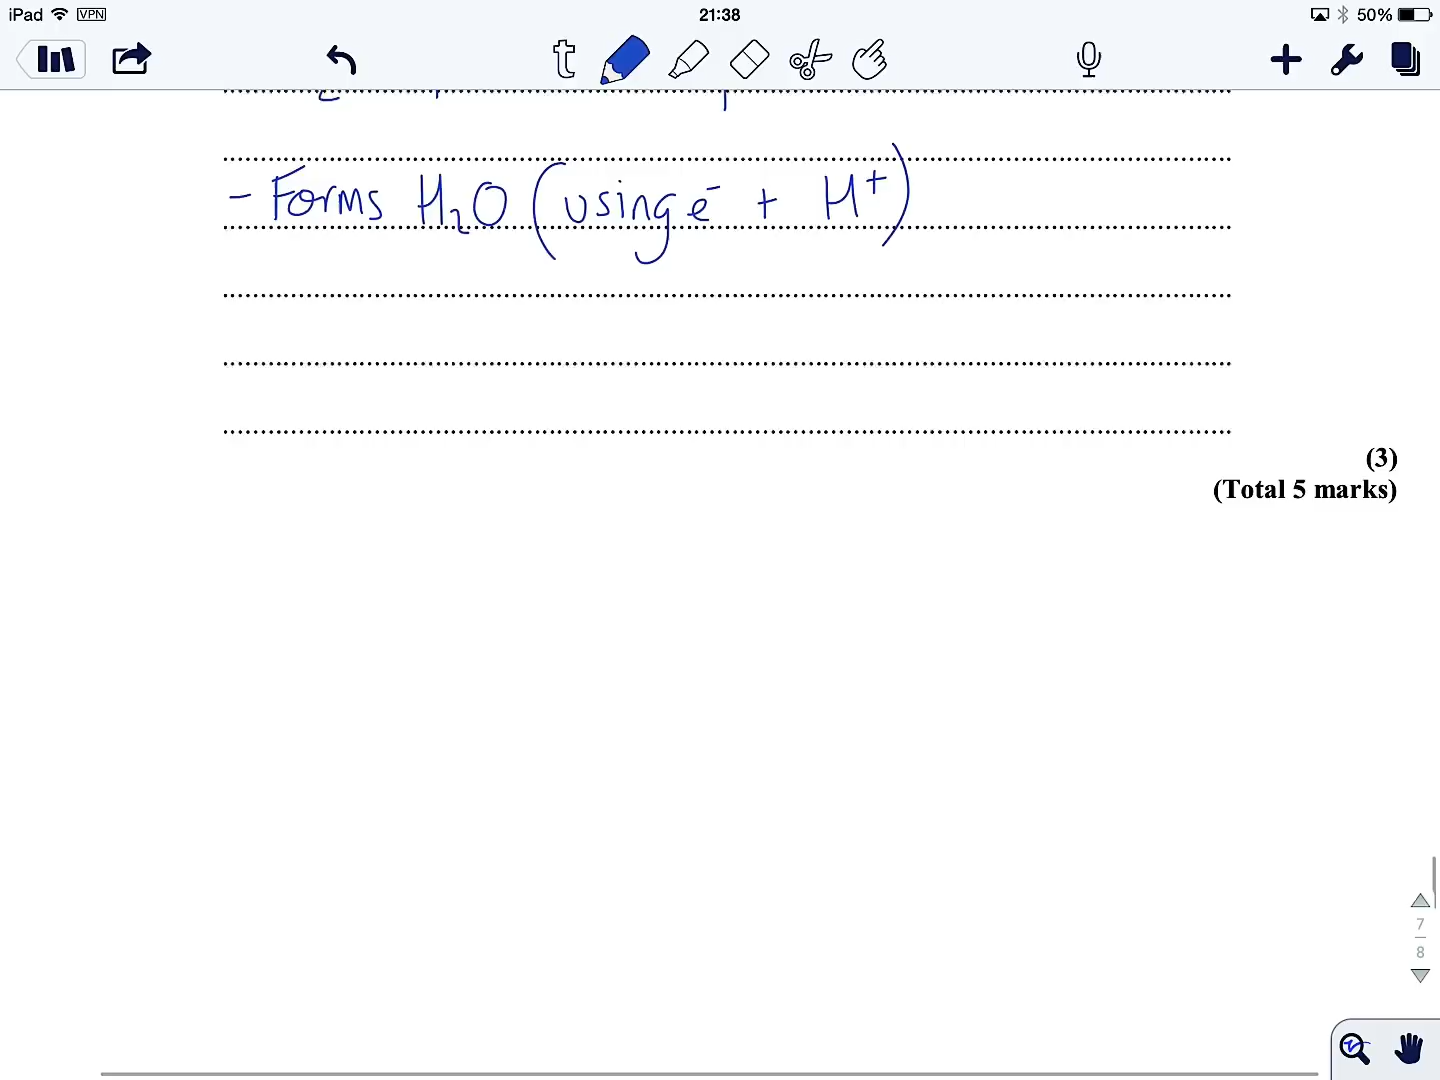 iPad VPN 21:38 50%
t
- Forms H₂O (using e⁻ + H⁺)
(3)
(Total 5 marks)
7
8